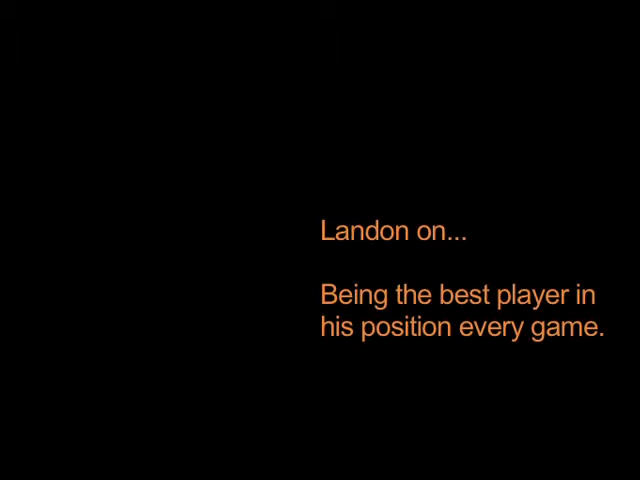 Landon on...
Being the best player in
his position every game.